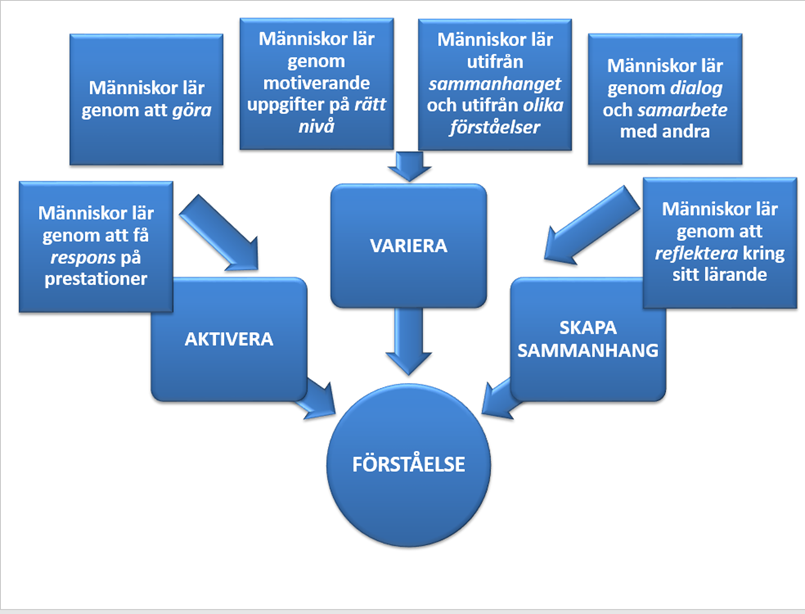 Människor lär
genom att göra
Människor lär
genom
motiverande
uppgifter på rätt
nivå
Människor lär
utifrån
sammanhanget
och utifrån olika
förståelser
Människor lär
genom dialog
och samarbete
med andra
Människor lär
genom att få
respons på
prestationer
VARIERA
Människor lär
genom att
reflektera kring
sitt lärande
AKTIVERA
SKAPA
SAMMANHANG
FÖRSTÅELSE